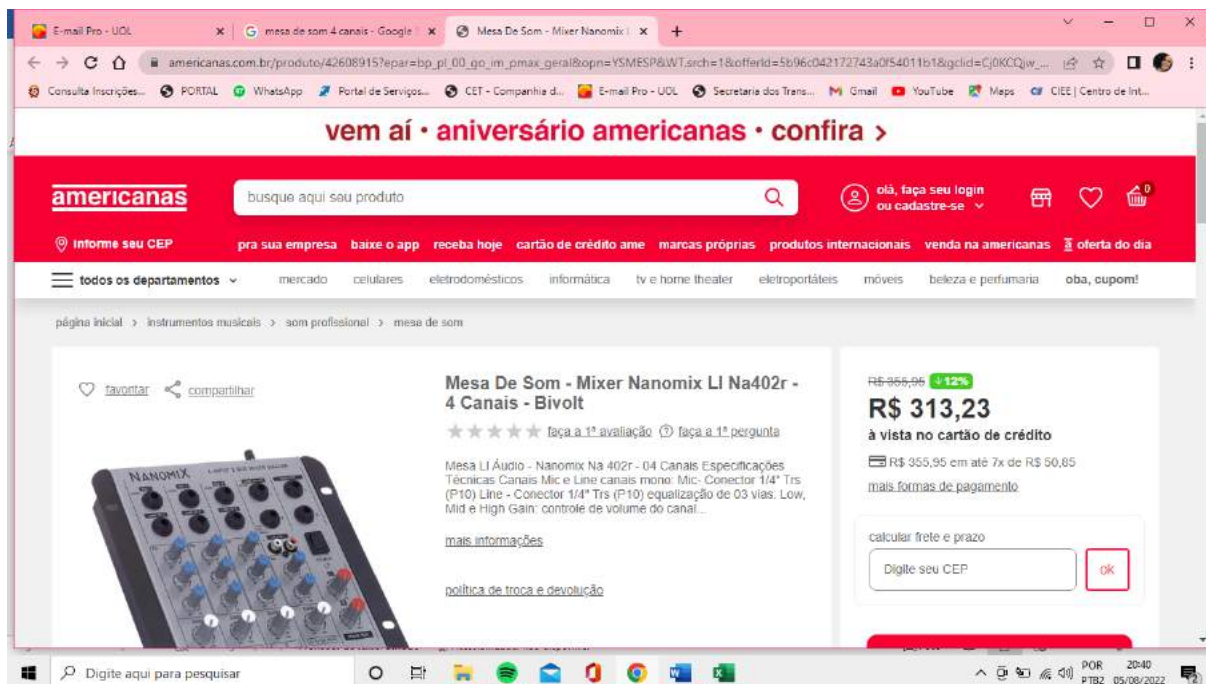 E-mail Pro - UOL
mesa de som 4 canais - Google
Mesa De Som - Mixer Nanomix
americanas.com.br/produto/42608915?epar=bp_pl_00_go_im_pmax_geral&opn=YSMESP&WT.srch=1&offerId=5b96c042172743a0f54011b1&gclid=Cj0KCQjw_...
Consulta Inscrições... PORTAL WhatsApp Portal de Serviços... CET - Companhia d... E-mail Pro - UOL Secretaria dos Trans... Gmail YouTube Maps CIEE | Centro de Int...
vem aí • aniversário americanas • confira >
americanas
busque aqui seu produto
olá, faça seu login
ou cadastre-se
0
Informe seu CEP
pra sua empresa baixe o app receba hoje cartão de crédito ame marcas próprias produtos internacionais venda na americanas oferta do dia
todos os departamentos mercado celulares eletrodomésticos informática tv e home theater eletroportáteis móveis beleza e perfumaria oba, cupom!
página inicial > instrumentos musicais > som profissional > mesa de som
favoritar compartilhar
NANOMIX
Mesa De Som - Mixer Nanomix Ll Na402r -
4 Canais - Bivolt
faça a 1ª avaliação faça a 1ª pergunta
Mesa Ll Áudio - Nanomix Na 402r - 04 Canais Especificações
Técnicas Canais Mic e Line canais mono: Mic- Conector 1/4" Trs
(P10) Line - Conector 1/4" Trs (P10) equalização de 03 vias: Low,
Mid e High Gain: controle de volume do canal...
mais informações
política de troca e devolução
R$ 355,95 12%
R$ 313,23
à vista no cartão de crédito
R$ 355,95 em até 7x de R$ 50,85
mais formas de pagamento
calcular frete e prazo
Digite seu CEP
ok
Digite aqui para pesquisar
POR 20:40
PTB2 05/08/2022